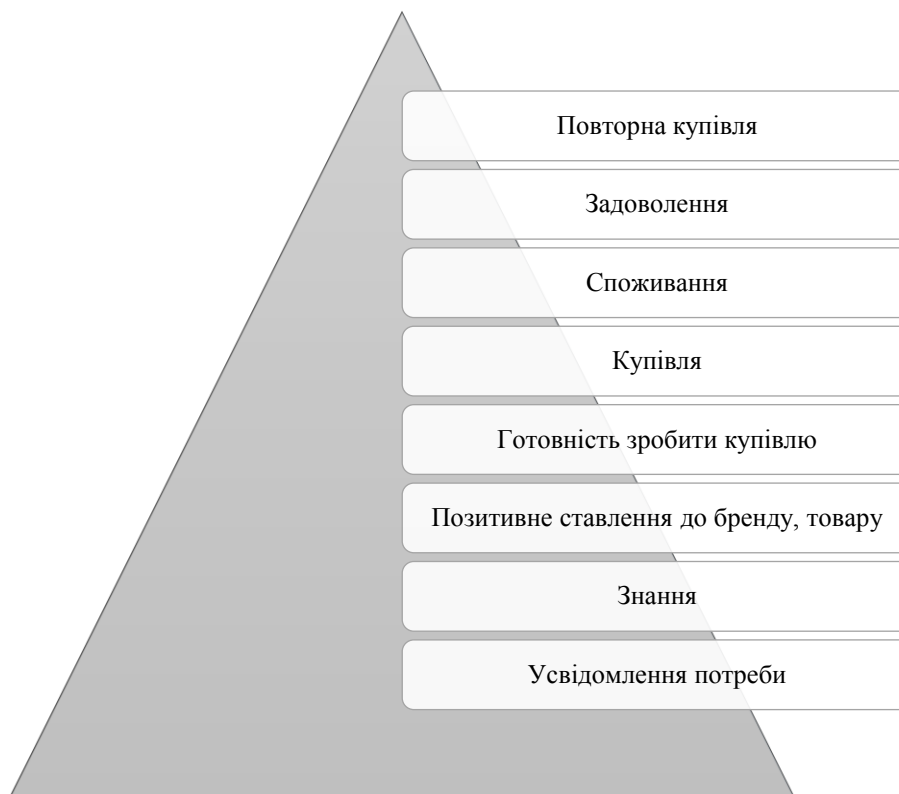 Повторна купівля
Задоволення
Споживання
Купівля
Готовність зробити купівлю
Позитивне ставлення до бренду, товару
Знання
Усвідомлення потреби